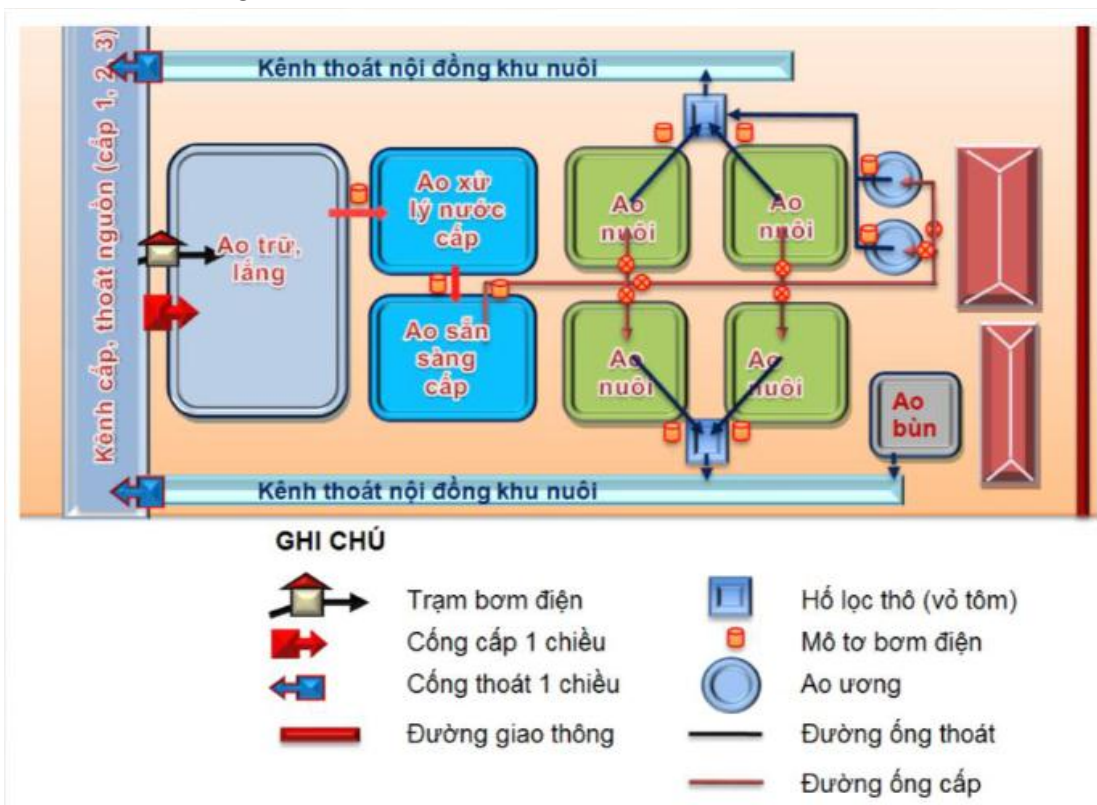 Kênh cấp, thoát nguồn (cấp 1, 2, 3)
Kênh thoát nội đồng khu nuôi
Ao trữ,
lắng
Ao xử
lý nước
cấp
Ao sẵn
sàng
cấp
Ao
nuôi
Ao
nuôi
Ao
nuôi
Ao
nuôi
Ao
bùn
Kênh thoát nội đồng khu nuôi
GHI CHÚ
Trạm bơm điện
Cống cấp 1 chiều
Cống thoát 1 chiều
Đường giao thông
Hố lọc thô (vỏ tôm)
Mô tơ bơm điện
Ao ương
Đường ống thoát
Đường ống cấp